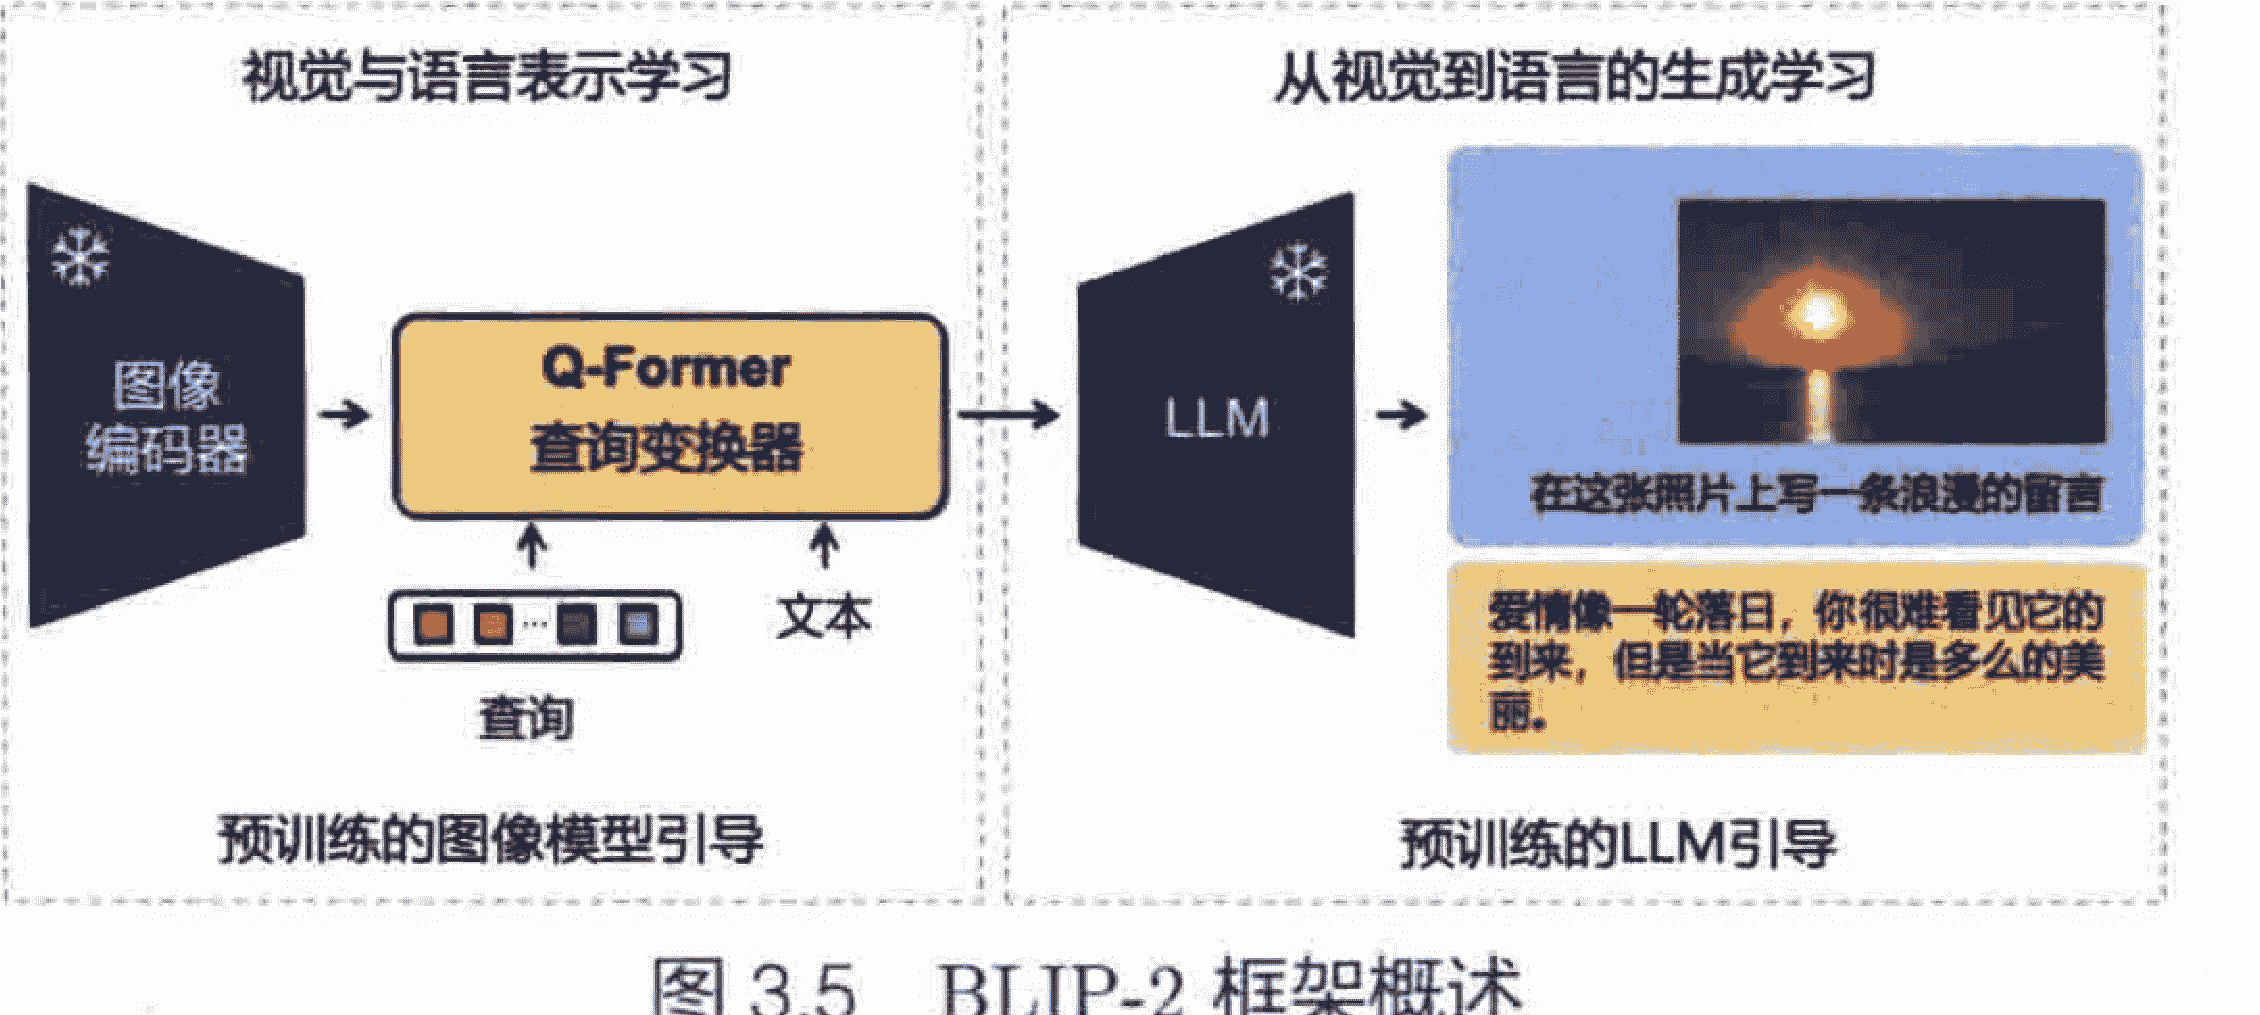 视觉与语言表示学习
从视觉到语言的生成学习
图像
编码器
Q-Former
查询变换器
查询
文本
LLM
在这张照片上写一条浪漫的留言
爱情像一轮落日，你很难看见它的
到来，但是当它到来时是多么的美
丽。
预训练的图像模型引导
预训练的LLM引导
图 3.5 BLIP-2 框架概述